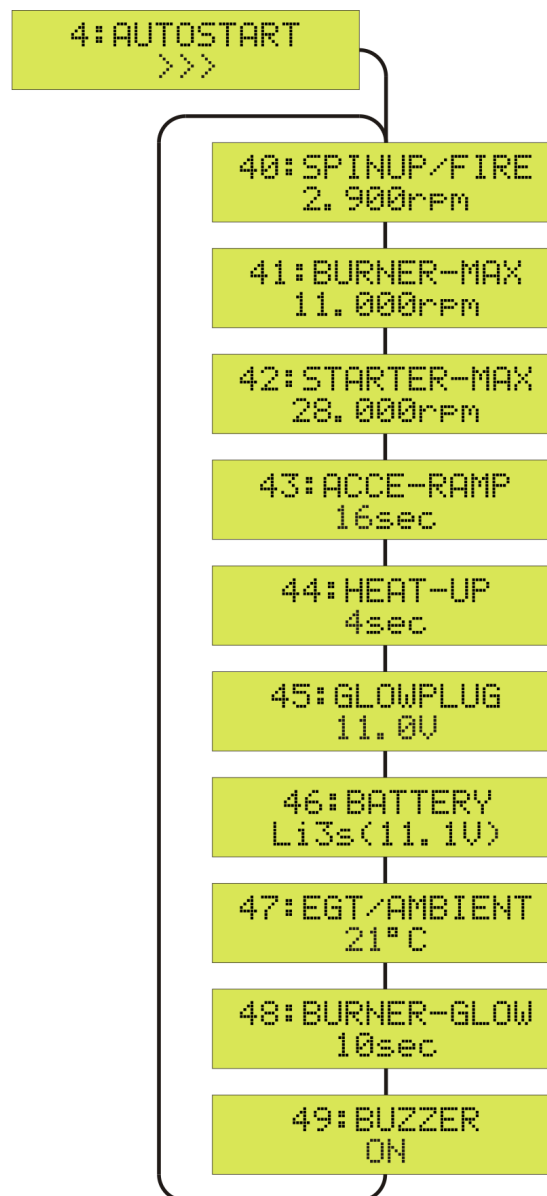 4:AUTOSTART
>>>
40:SPINUP/FIRE
2.900rpm
41:BURNER-MAX
11.000rpm
42:STARTER-MAX
28.000rpm
43:ACCE-RAMP
16sec
44:HEAT-UP
4sec
45:GLOWPLUG
11.0V
46:BATTERY
Li3s(11.1V)
47:EGT/AMBIENT
21°C
48:BURNER-GLOW
10sec
49:BUZZER
ON